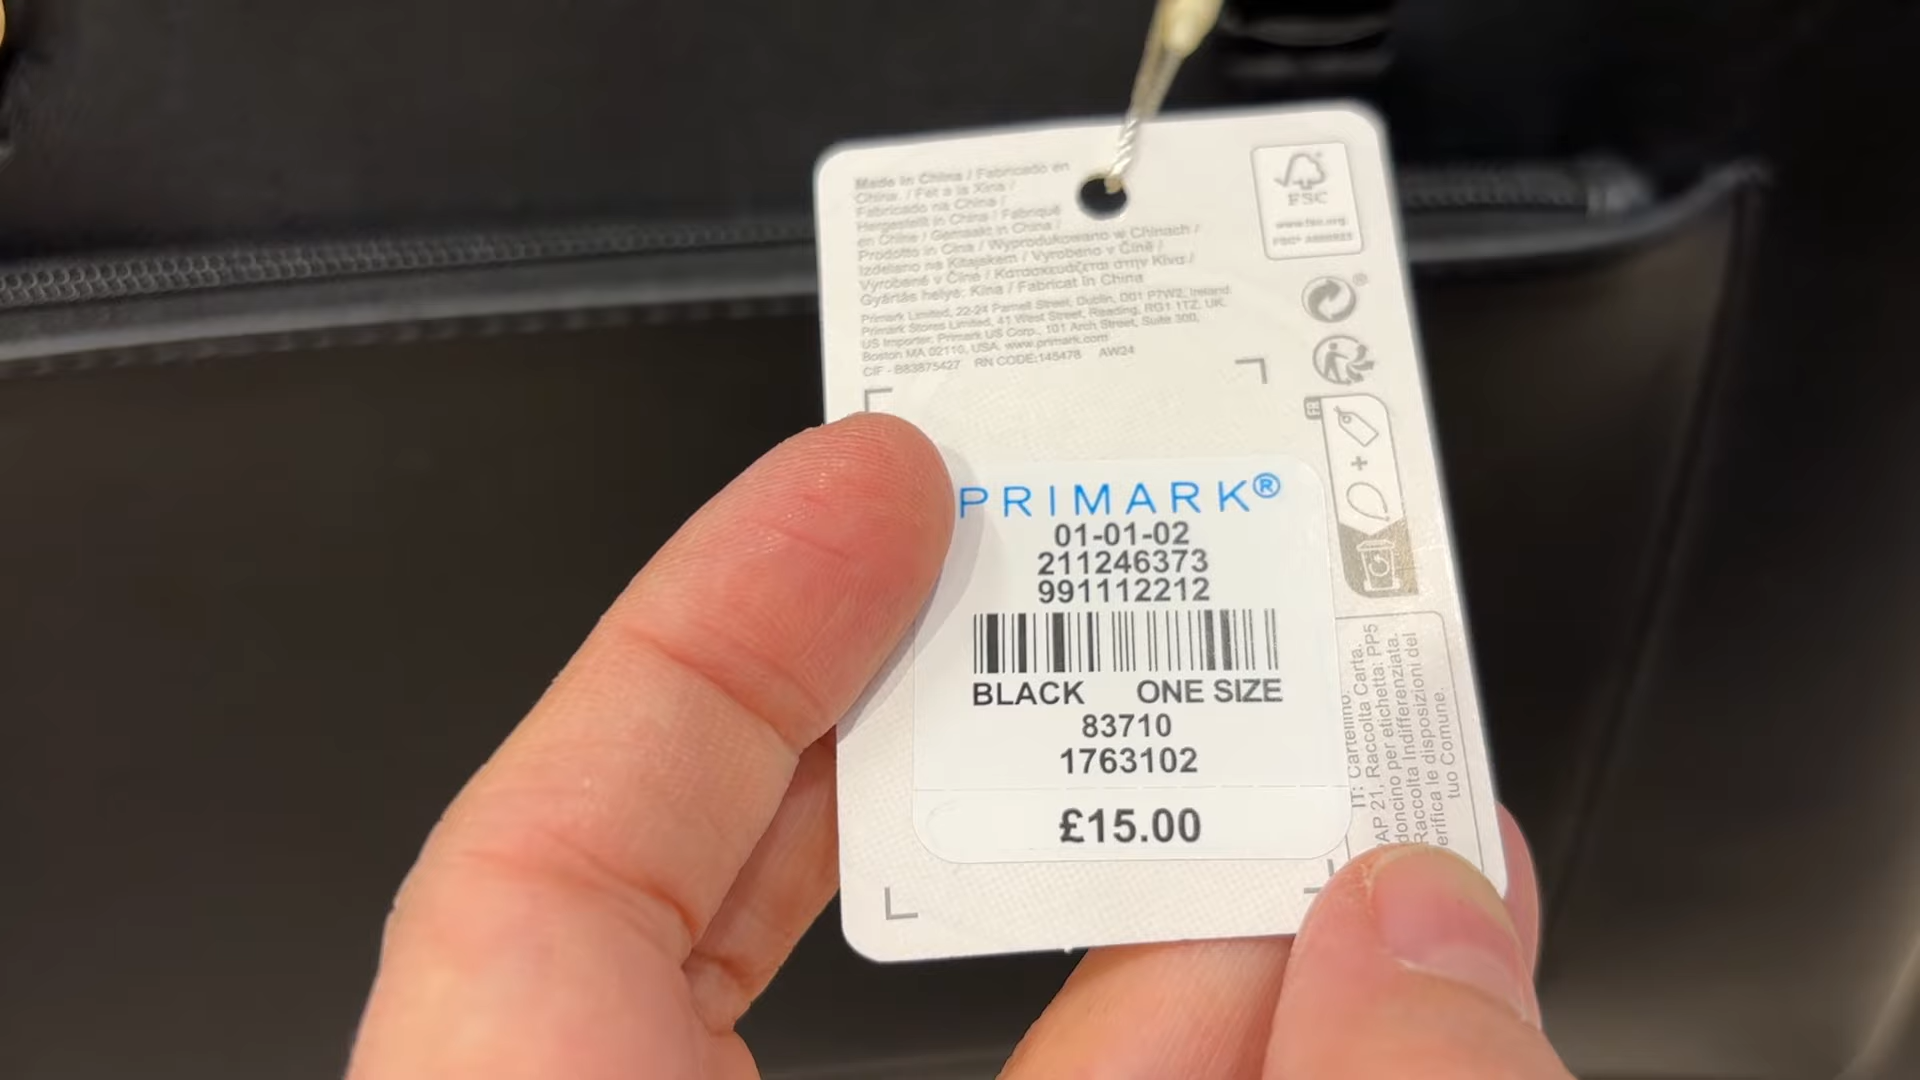 Made in China / Fabricado en
China. / Fet a la Xina /
Fabricado na China /
Hergestellt in China / Fabriqué
en Chine / Gemaakt in China /
Prodotto in Cina / Wyprodukowano w Chinach /
Izdelano na Kitajskem / Vyrobeno v Číně /
Vyrobené v Číne / Κατασκευάζεται στην Κίνα /
Gyártás helye: Kína / Fabricat în China
Primark Limited, 22-24 Parnell Street, Dublin, D01 P7W2, Ireland.
Primark Stores Limited, 41 West Street, Reading, RG1 1TZ, UK.
US Importer, Primark US Corp., 101 Arch Street, Suite 300,
Boston MA 02110, USA. www.primark.com
CIF - B83875427 RN CODE:145478 AW24
FSC
www.fsc.org
®
FR
+
PRIMARK®
01-01-02
211246373
991112212
BLACK ONE SIZE
83710
1763102
£15.00
IT: Cartellino:
PAP 21, Raccolta Carta.
doncino per etichetta: PP5
Raccolta Indifferenziata.
erifica le disposizioni del
tuo Comune.